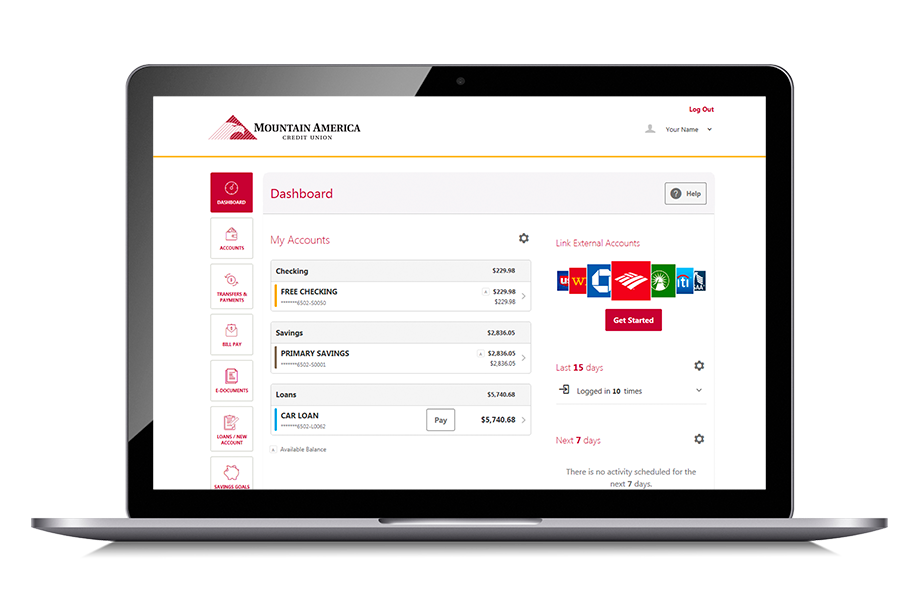 Log Out
MOUNTAIN AMERICA
CREDIT UNION
Your Name
DASHBOARD
Dashboard
Help
ACCOUNTS
My Accounts
Link External Accounts
Checking $229.98
FREE CHECKING $229.98
******6502-S0050 $229.98
citi
TRANSFERS &
PAYMENTS
Get Started
BILL PAY
Savings $2,836.05
PRIMARY SAVINGS $2,836.05
******6502-S0001 $2,836.05
Last 15 days
Logged in 10 times
E-DOCUMENTS
Loans $5,740.68
CAR LOAN Pay $5,740.68
******6502-L0062
LOANS / NEW
ACCOUNT
Next 7 days
Available Balance
There is no activity scheduled for the
next 7 days.
SAVINGS GOALS